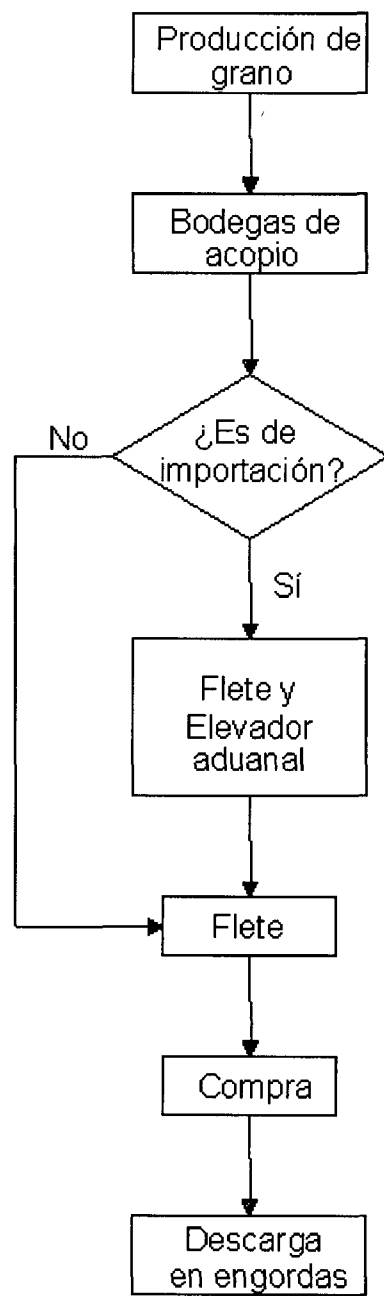 Producción de
grano
Bodegas de
acopio
No
¿Es de
importación?
Sí
Flete y
Elevador
aduanal
Flete
Compra
Descarga
en engordas